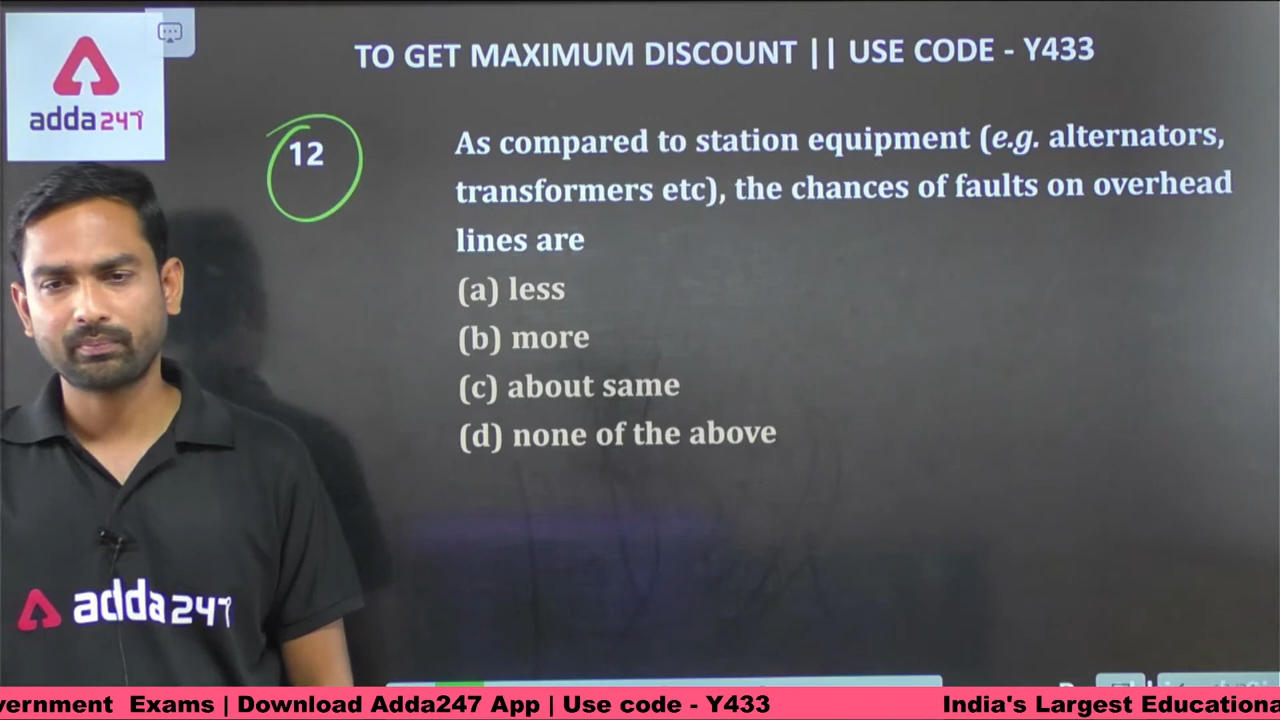 adda247
TO GET MAXIMUM DISCOUNT || USE CODE - Y433
12
As compared to station equipment (e.g. alternators,
transformers etc), the chances of faults on overhead
lines are
(a) less
(b) more
(c) about same
(d) none of the above
adda247
vernment Exams | Download Adda247 App | Use code - Y433
India's Largest Educationa